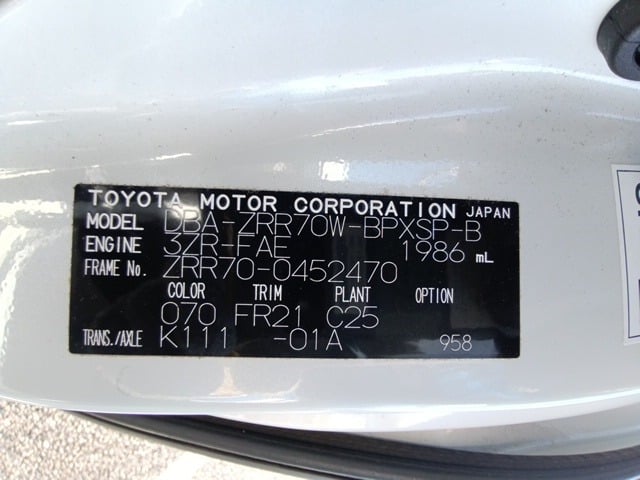 TOYOTA MOTOR CORPORATION JAPAN
MODEL DBA-ZRR70W-BPXSP-B
ENGINE 3ZR-FAE 1986 mL
FRAME No. ZRR70-0452470
COLOR TRIM PLANT OPTION
070 FR21 C25
TRANS./AXLE K111 -01A 958